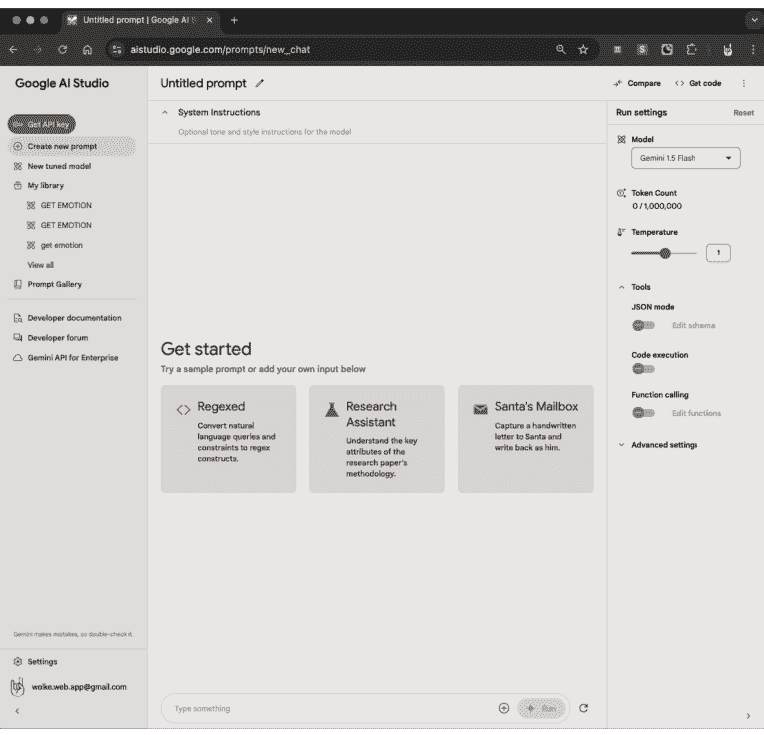 Untitled prompt | Google AI S
aistudio.google.com/prompts/new_chat
Google AI Studio
Get API key
Create new prompt
New tuned model
My library
GET EMOTION
GET EMOTION
get emotion
View all
Prompt Gallery
Developer documentation
Developer forum
Gemini API for Enterprise
Gemini makes mistakes, so double-check it.
Settings
woike.web.app@gmail.com
Untitled prompt
Compare
Get code
System Instructions
Optional tone and style instructions for the model
Get started
Try a sample prompt or add your own input below
Regexed
Convert natural
language queries and
constraints to regex
constructs.
Research
Assistant
Understand the key
attributes of the
research paper's
methodology.
Santa's Mailbox
Capture a handwritten
letter to Santa and
write back as him.
Type something
Run
Run settings
Reset
Model
Gemini 1.5 Flash
Token Count
0 / 1,000,000
Temperature
1
Tools
JSON mode
Edit schema
Code execution
Function calling
Edit functions
Advanced settings